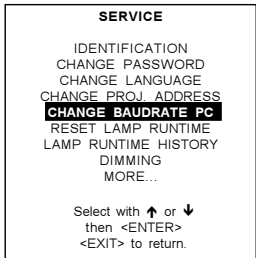 SERVICE
IDENTIFICATION
CHANGE PASSWORD
CHANGE LANGUAGE
CHANGE PROJ. ADDRESS
CHANGE BAUDRATE PC
RESET LAMP RUNTIME
LAMP RUNTIME HISTORY
DIMMING
MORE...
Select with ↑ or ↓
then <ENTER>
<EXIT> to return.